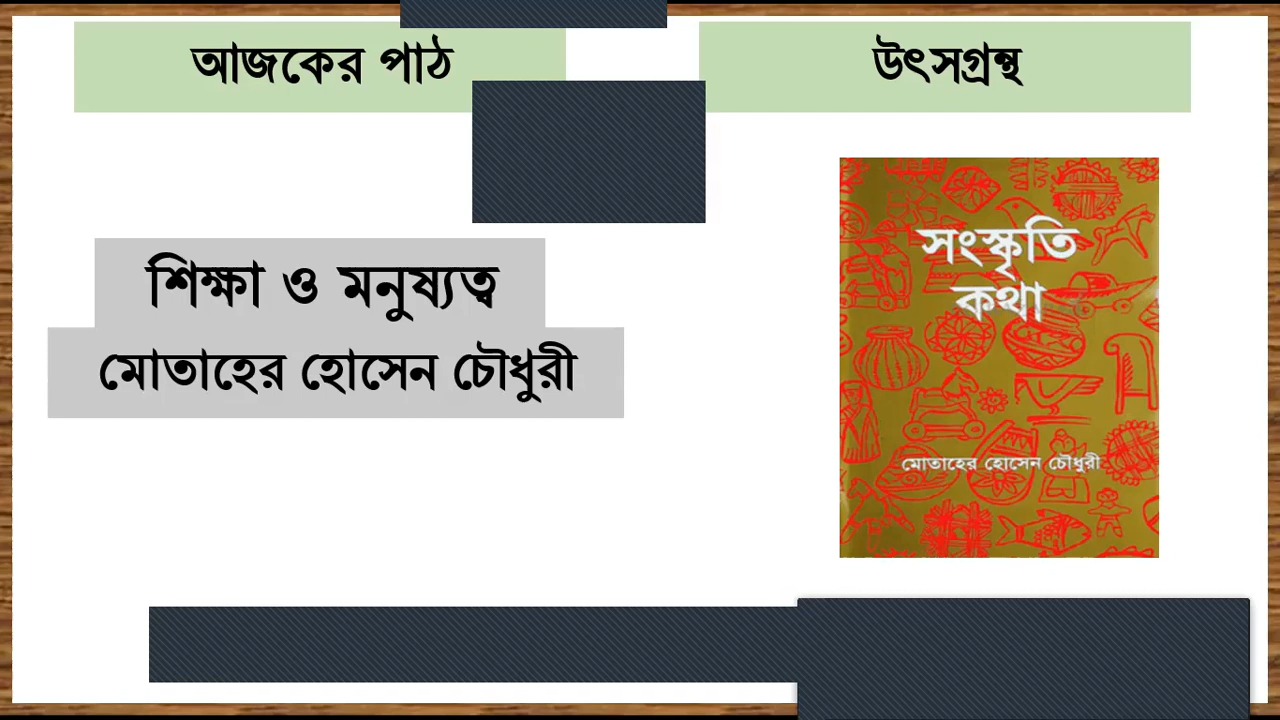 আজকের পাঠ
উৎসগ্রন্থ
শিক্ষা ও মনুষ্যত্ব
মোতাহের হোসেন চৌধুরী
সংস্কৃতি
কথা
মোতাহের হোসেন চৌধুরী